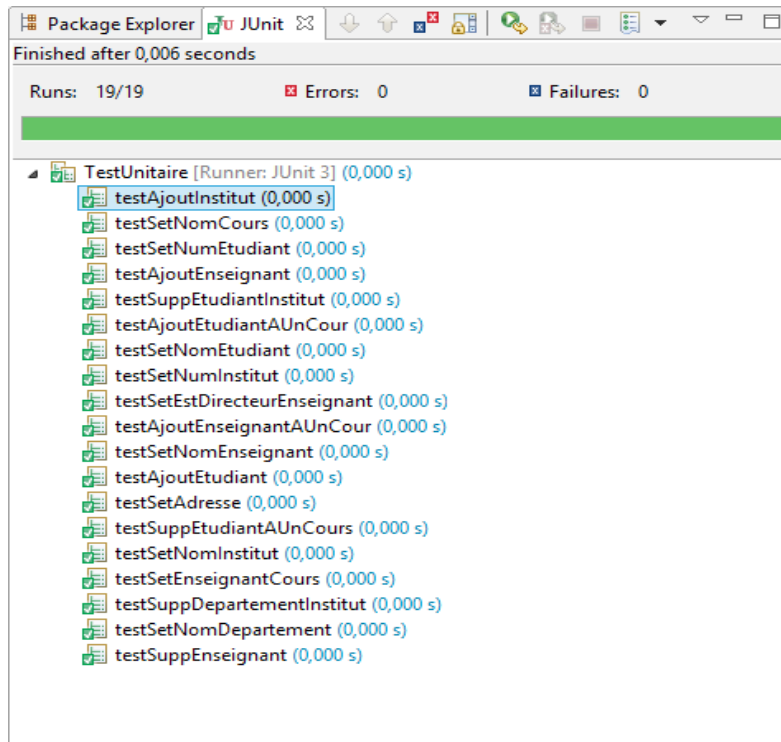 Package Explorer JUnit
Finished after 0,006 seconds
Runs: 19/19 Errors: 0 Failures: 0
TestUnitaire [Runner: JUnit 3] (0,000 s)
testAjoutInstitut (0,000 s)
testSetNomCours (0,000 s)
testSetNumEtudiant (0,000 s)
testAjoutEnseignant (0,000 s)
testSuppEtudiantInstitut (0,000 s)
testAjoutEtudiantAUnCour (0,000 s)
testSetNomEtudiant (0,000 s)
testSetNumInstitut (0,000 s)
testSetEstDirecteurEnseignant (0,000 s)
testAjoutEnseignantAUnCour (0,000 s)
testSetNomEnseignant (0,000 s)
testAjoutEtudiant (0,000 s)
testSetAdresse (0,000 s)
testSuppEtudiantAUnCours (0,000 s)
testSetNomInstitut (0,000 s)
testSetEnseignantCours (0,000 s)
testSuppDepartementInstitut (0,000 s)
testSetNomDepartement (0,000 s)
testSuppEnseignant (0,000 s)